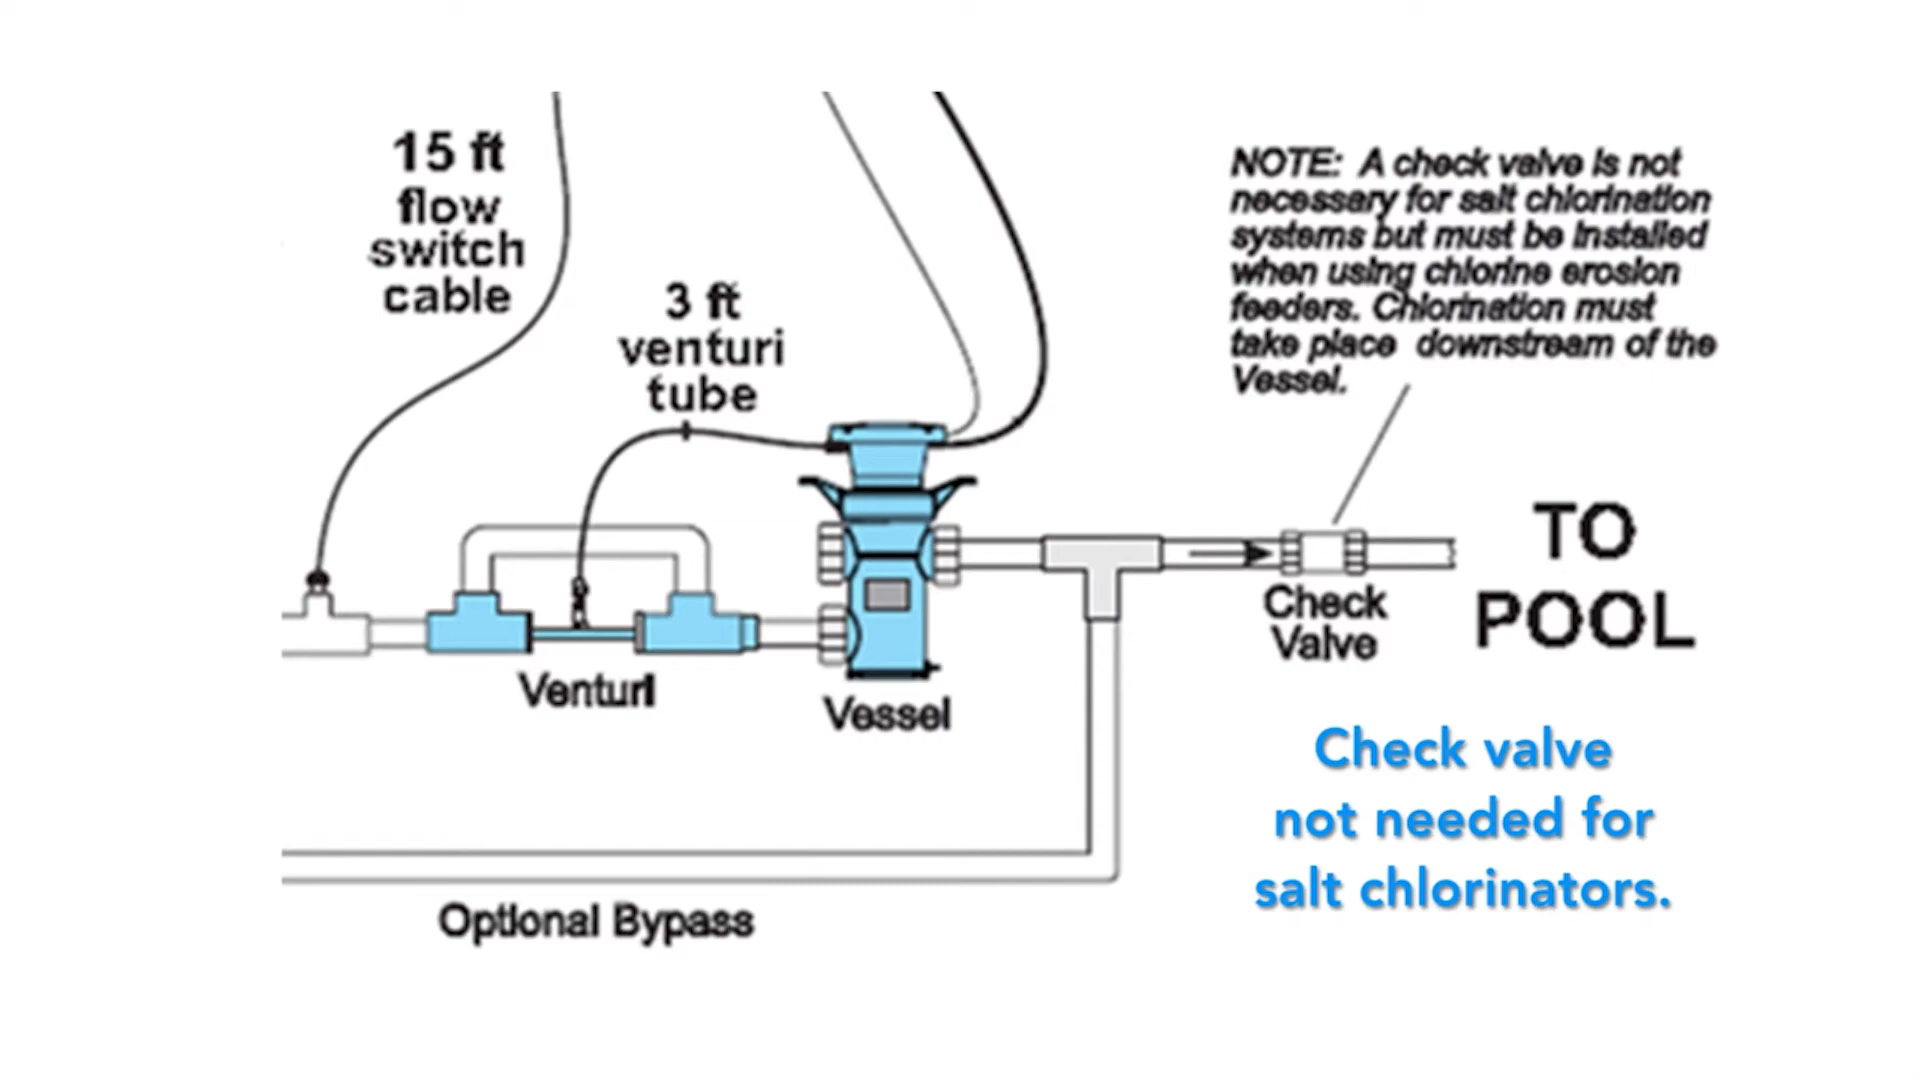 15 ft
flow
switch
cable
3 ft
venturi
tube
NOTE: A check valve is not
necessary for salt chlorination
systems but must be installed
when using chlorine erosion
feeders. Chlorination must
take place downstream of the
Vessel.
TO
POOL
Check
Valve
Venturi
Vessel
Check valve
not needed for
salt chlorinators.
Optional Bypass